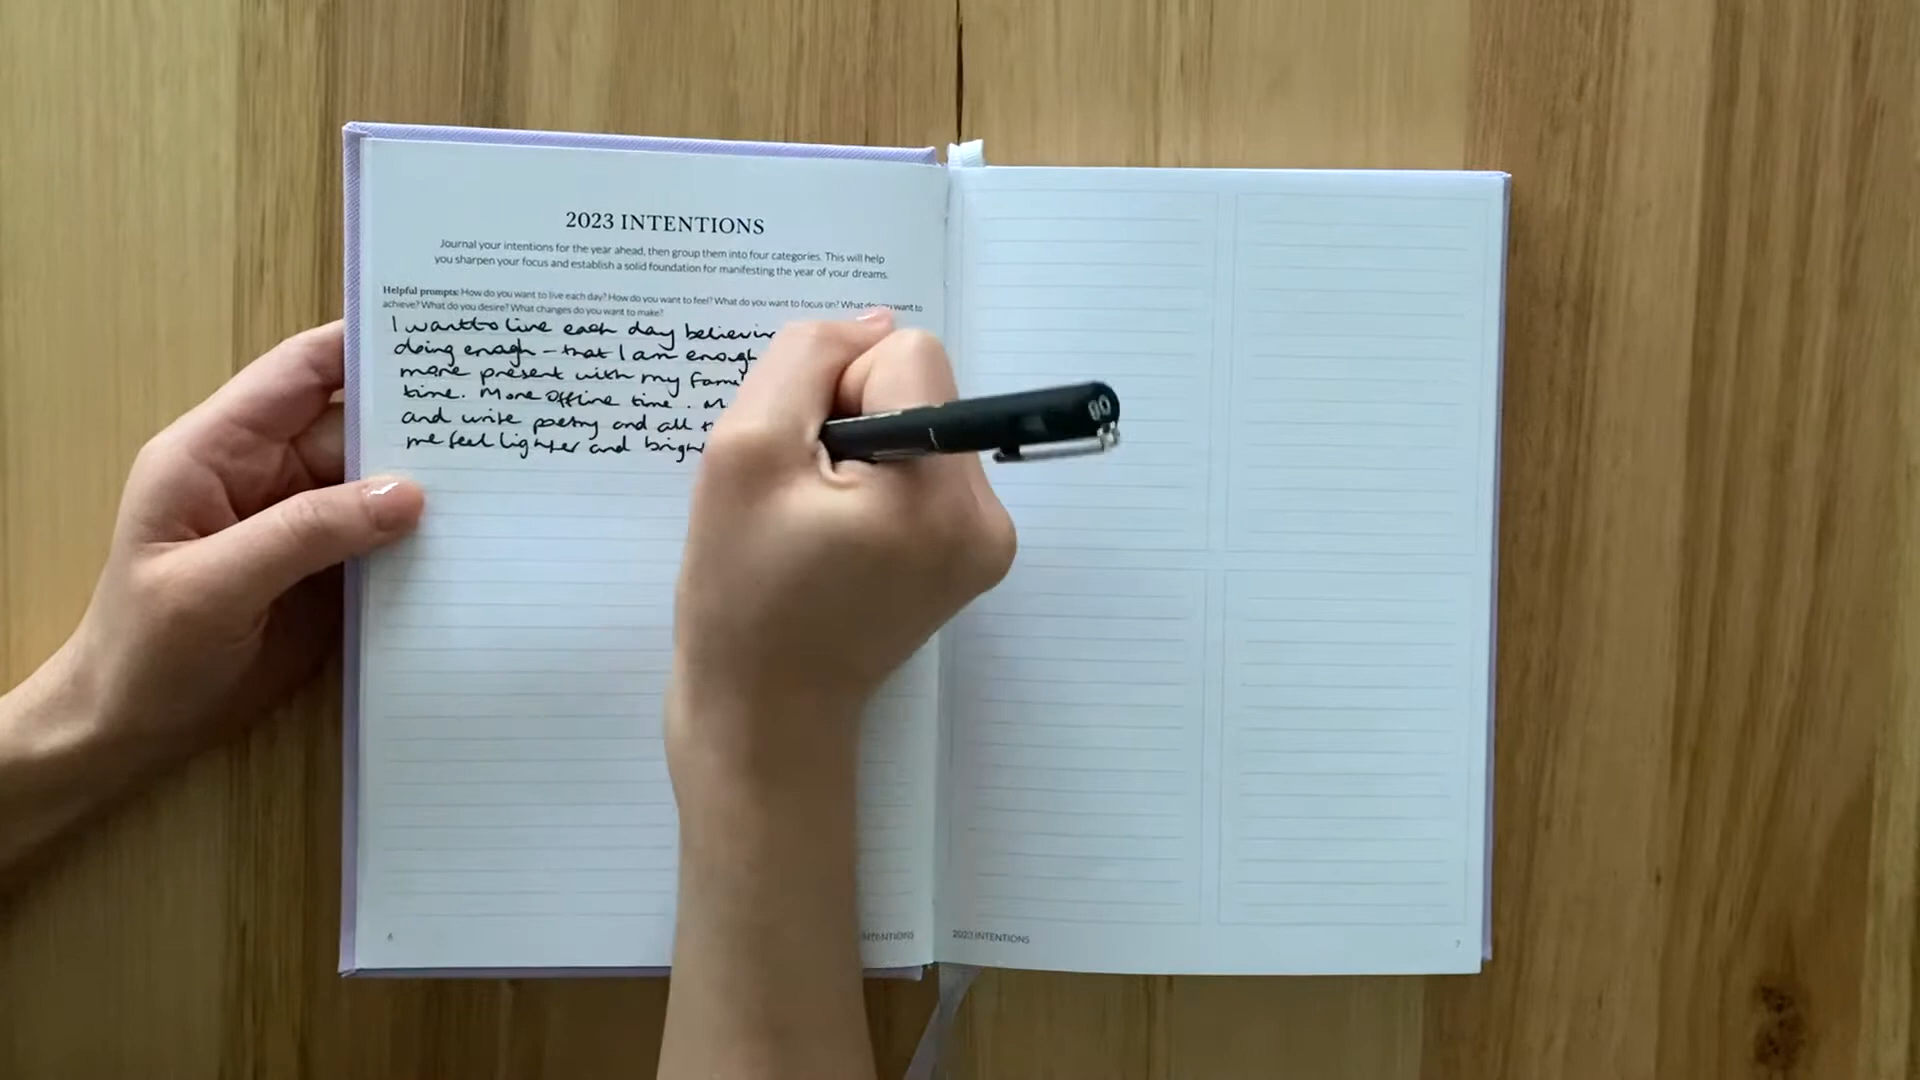 2023 INTENTIONS
Journal your intentions for the year ahead, then group them into four categories. This will help
you sharpen your focus and establish a solid foundation for manifesting the year of your dreams.
Helpful prompts: How do you want to live each day? How do you want to feel? What do you want to focus on? What do you want to
achieve? What do you desire? What changes do you want to make?
I want to live each day
doing enough - that I am enough
more present with my
time. More offline time.
and write poetry and all
me feel lighter and
6
INTENTIONS
2023 INTENTIONS
7
80